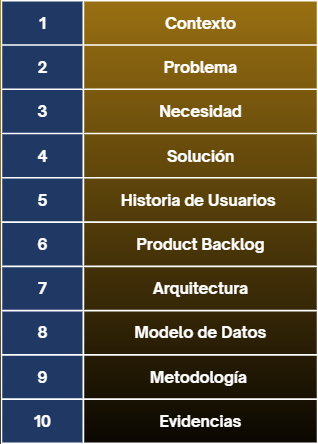 1 Contexto
2 Problema
3 Necesidad
4 Solución
5 Historia de Usuarios
6 Product Backlog
7 Arquitectura
8 Modelo de Datos
9 Metodología
10 Evidencias